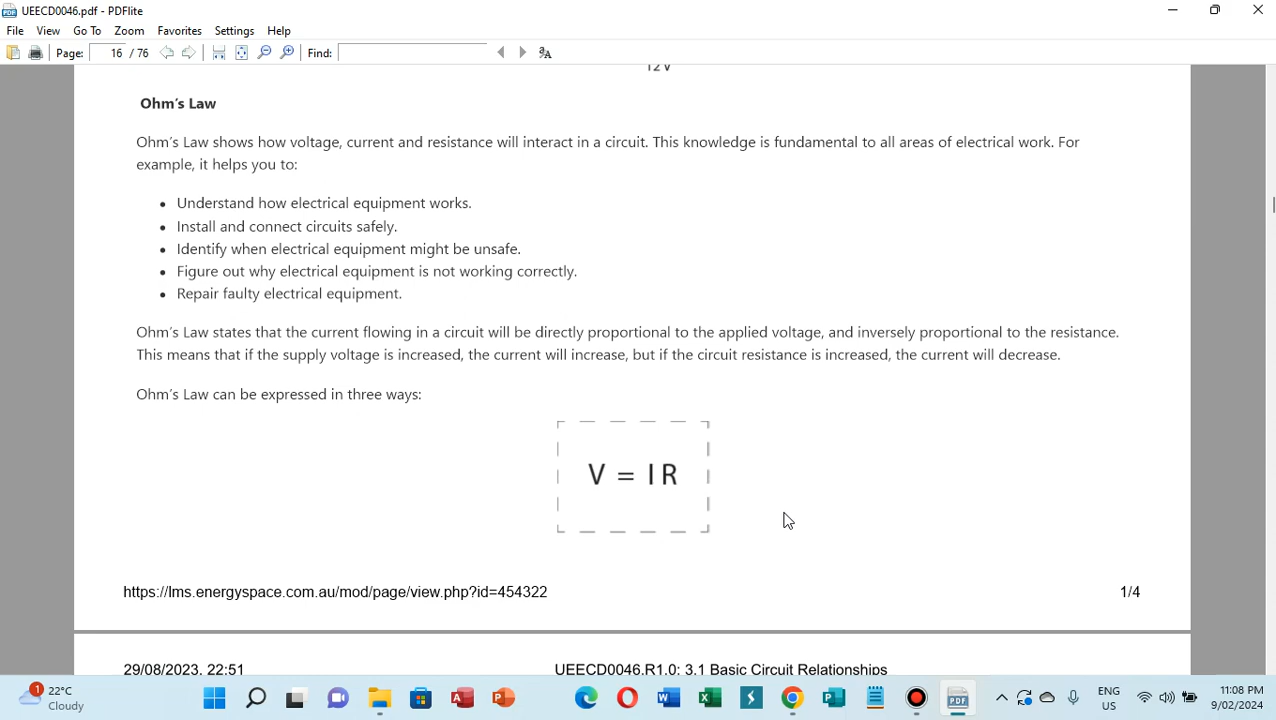 UEECD0046.pdf - PDFlite
File View Go To Zoom Favorites Settings Help
Page: 16 / 76 Find:
12 V
Ohm's Law
Ohm's Law shows how voltage, current and resistance will interact in a circuit. This knowledge is fundamental to all areas of electrical work. For
example, it helps you to:
• Understand how electrical equipment works.
• Install and connect circuits safely.
• Identify when electrical equipment might be unsafe.
• Figure out why electrical equipment is not working correctly.
• Repair faulty electrical equipment.
Ohm's Law states that the current flowing in a circuit will be directly proportional to the applied voltage, and inversely proportional to the resistance.
This means that if the supply voltage is increased, the current will increase, but if the circuit resistance is increased, the current will decrease.
Ohm's Law can be expressed in three ways:
V = I R
https://lms.energyspace.com.au/mod/page/view.php?id=454322 1/4
29/08/2023, 22:51 UEECD0046.R1.0: 3.1 Basic Circuit Relationships
1 22°C
Cloudy
ENG
US
11:08 PM
9/02/2024